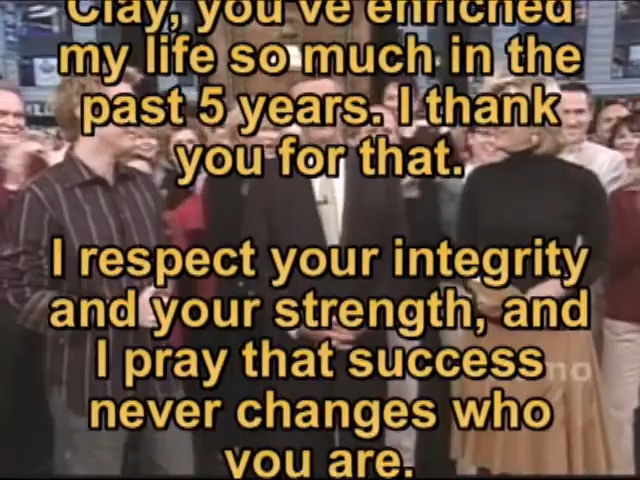 Clay, you've enriched
my life so much in the
past 5 years. I thank
you for that.
I respect your integrity
and your strength, and
I pray that success
never changes who
you are.